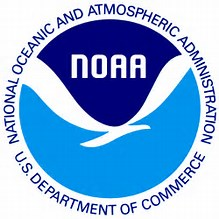 NATIONAL OCEANIC AND ATMOSPHERIC ADMINISTRATION
NOAA
U.S. DEPARTMENT OF COMMERCE